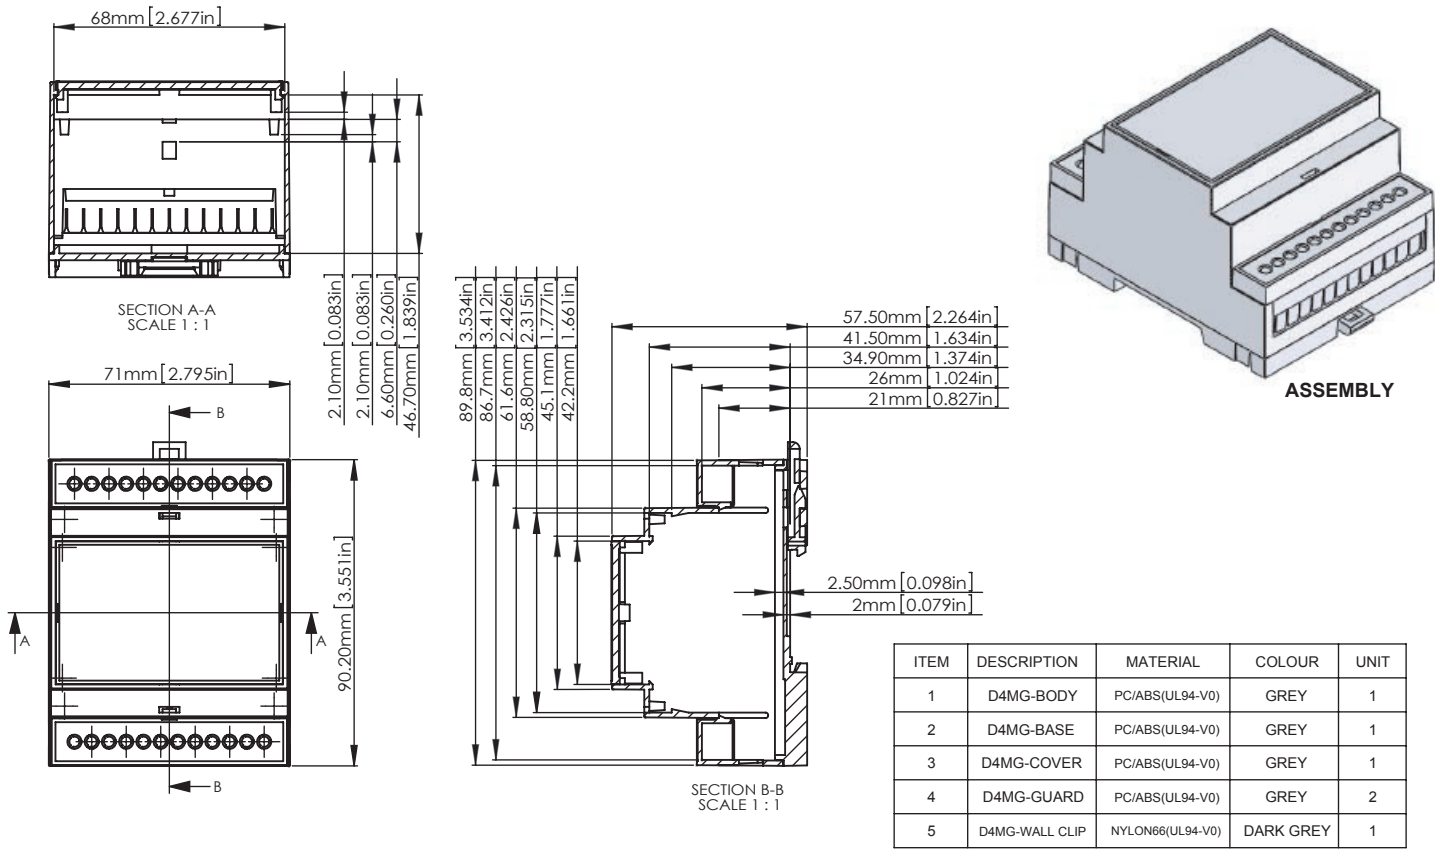 68mm[2.677in]
SECTION A-A
SCALE 1 : 1
2.10mm[0.083in]
2.10mm[0.083in]
6.60mm[0.260in]
46.70mm[1.839in]
71mm[2.795in]
B
A
A
90.20mm[3.551in]
B
89.8mm[3.534in]
86.7mm[3.412in]
61.6mm[2.426in]
58.80mm[2.315in]
45.1mm[1.777in]
42.2mm[1.661in]
57.50mm[2.264in]
41.50mm[1.634in]
34.90mm[1.374in]
26mm[1.024in]
21mm[0.827in]
2.50mm[0.098in]
2mm[0.079in]
SECTION B-B
SCALE 1 : 1
ASSEMBLY
ITEM DESCRIPTION MATERIAL COLOUR UNIT
1 D4MG-BODY PC/ABS(UL94-V0) GREY 1
2 D4MG-BASE PC/ABS(UL94-V0) GREY 1
3 D4MG-COVER PC/ABS(UL94-V0) GREY 1
4 D4MG-GUARD PC/ABS(UL94-V0) GREY 2
5 D4MG-WALL CLIP NYLON66(UL94-V0) DARK GREY 1